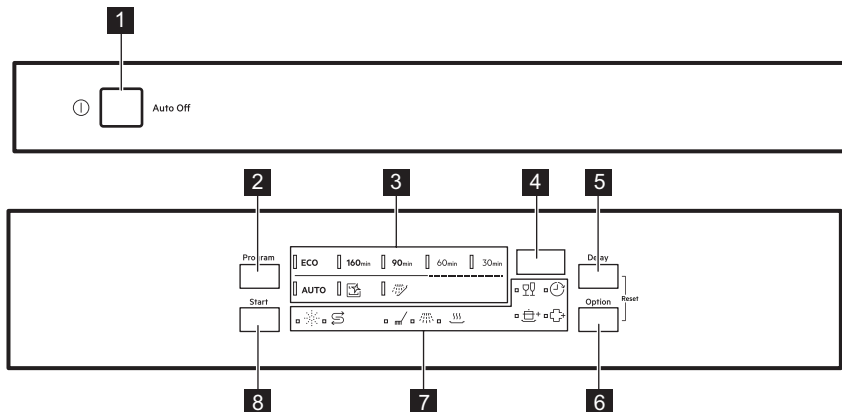 1
Auto Off
2 3 4 5
Program Delay
ECO 160min 90min 60min 30min
AUTO
Start Option Reset
8 7 6